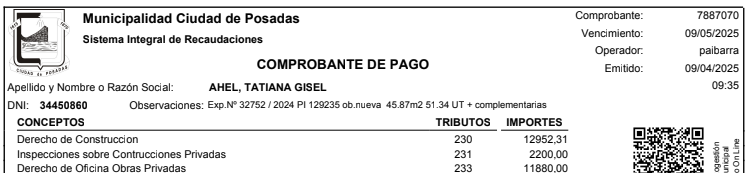 Municipalidad Ciudad de Posadas
Sistema Integral de Recaudaciones
COMPROBANTE DE PAGO
Comprobante: 7887070
Vencimiento: 09/05/2025
Operador: paibarra
Emitido: 09/04/2025
09:35
CIUDAD DE POSADAS
Apellido y Nombre o Razón Social: AHEL, TATIANA GISEL
DNI: 34450860 Observaciones: Exp.Nº 32752 / 2024 PI 129235 ob.nueva 45.87m2 51.34 UT + complementarias
CONCEPTOS TRIBUTOS IMPORTES
Derecho de Construccion 230 12952,31
Inspecciones sobre Contrucciones Privadas 231 2200,00
Derecho de Oficina Obras Privadas 233 11880,00
On Line